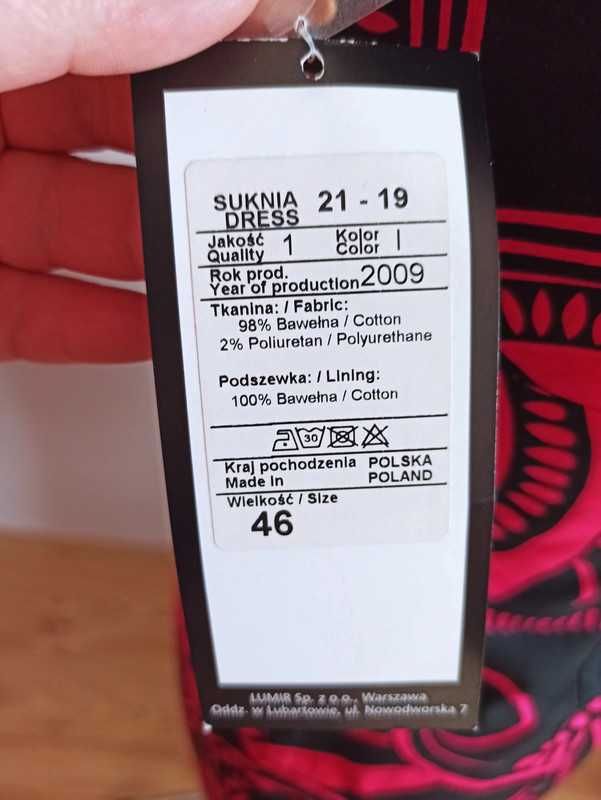 SUKNIA 21 - 19
DRESS
Jakość 1 Kolor I
Quality Color
Rok prod.
Year of production 2009
Tkanina: / Fabric:
98% Bawełna / Cotton
2% Poliuretan / Polyurethane
Podszewka: / Lining:
100% Bawełna / Cotton
30
Kraj pochodzenia POLSKA
Made In POLAND
Wielkość / Size
46
LUMIR Sp. z o.o., Warszawa
Oddz. w Lubartowie, ul. Nowodworska 7